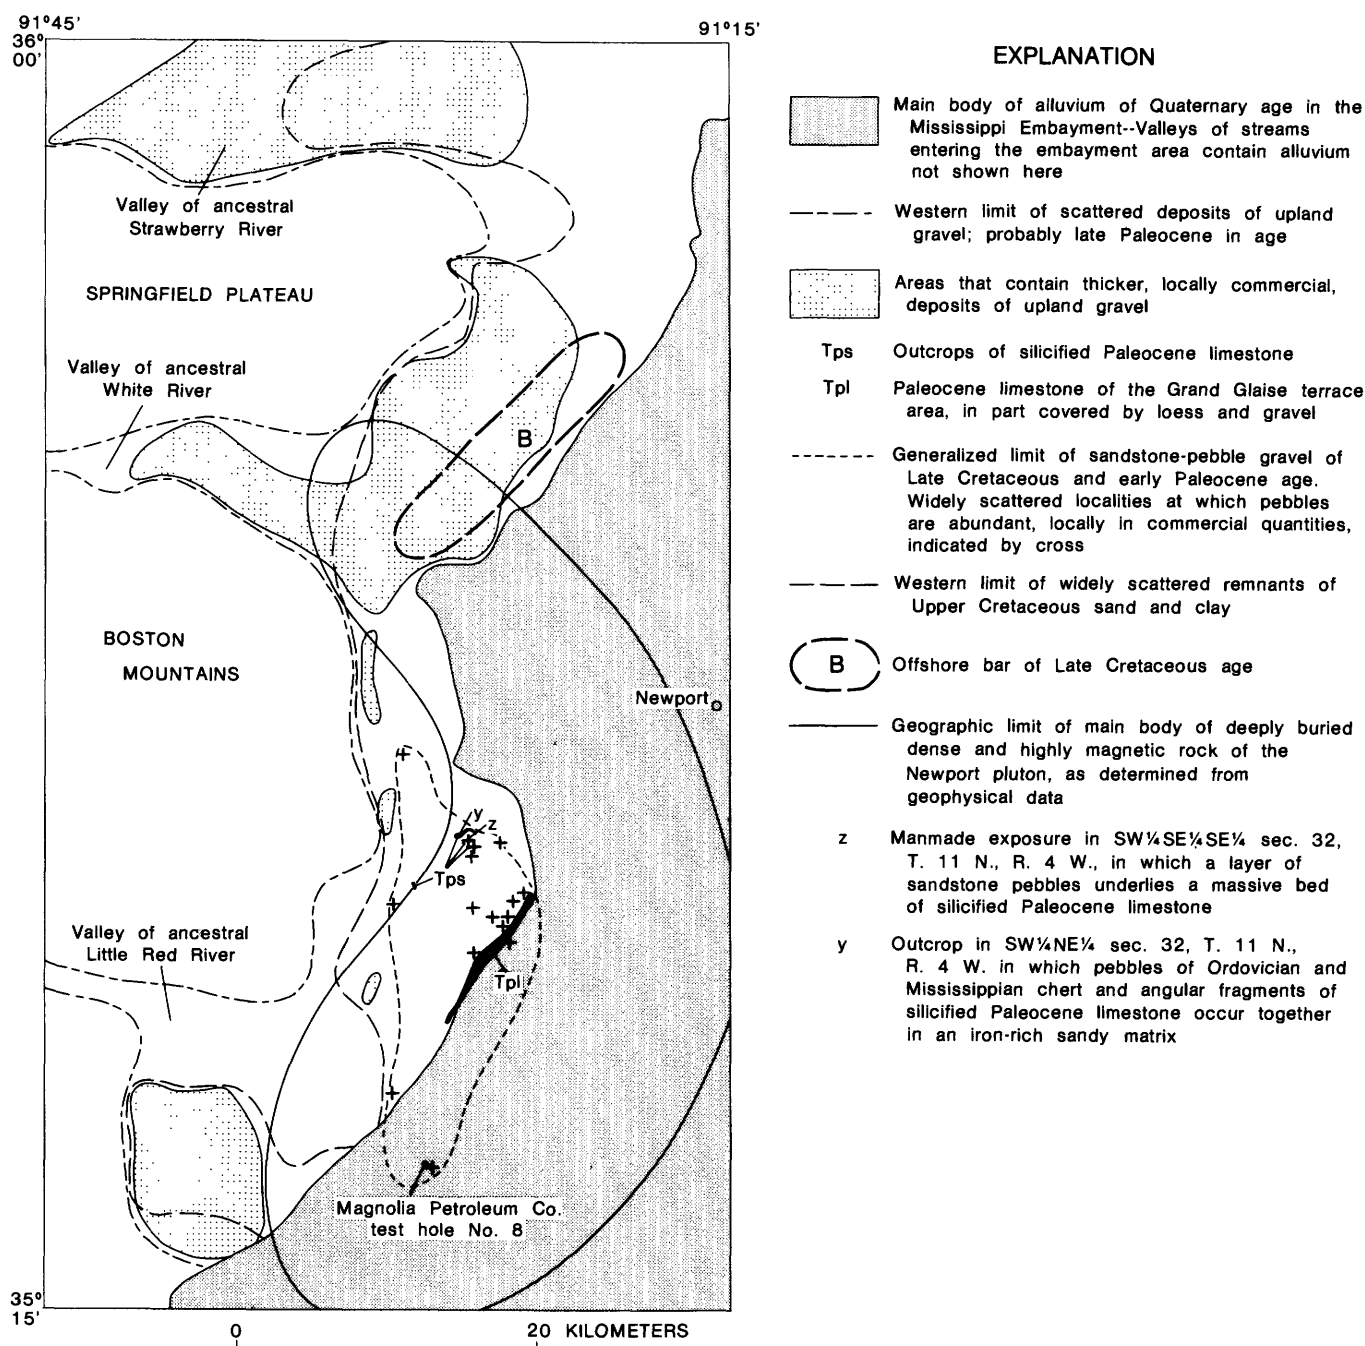 91°45'
36°
00'
91°15'
Valley of ancestral
Strawberry River
SPRINGFIELD PLATEAU
Valley of ancestral
White River
B
BOSTON
MOUNTAINS
Newport
y
z
Tps
Valley of ancestral
Little Red River
Tpl
Magnolia Petroleum Co.
test hole No. 8
35°
15'
0 20 KILOMETERS
EXPLANATION
Main body of alluvium of Quaternary age in the
Mississippi Embayment--Valleys of streams
entering the embayment area contain alluvium
not shown here
Western limit of scattered deposits of upland
gravel; probably late Paleocene in age
Areas that contain thicker, locally commercial,
deposits of upland gravel
Tps Outcrops of silicified Paleocene limestone
Tpl Paleocene limestone of the Grand Glaise terrace
area, in part covered by loess and gravel
Generalized limit of sandstone-pebble gravel of
Late Cretaceous and early Paleocene age.
Widely scattered localities at which pebbles
are abundant, locally in commercial quantities,
indicated by cross
Western limit of widely scattered remnants of
Upper Cretaceous sand and clay
B Offshore bar of Late Cretaceous age
Geographic limit of main body of deeply buried
dense and highly magnetic rock of the
Newport pluton, as determined from
geophysical data
z Manmade exposure in SW¼SE¼SE¼ sec. 32,
T. 11 N., R. 4 W., in which a layer of
sandstone pebbles underlies a massive bed
of silicified Paleocene limestone
y Outcrop in SW¼NE¼ sec. 32, T. 11 N.,
R. 4 W. in which pebbles of Ordovician and
Mississippian chert and angular fragments of
silicified Paleocene limestone occur together
in an iron-rich sandy matrix